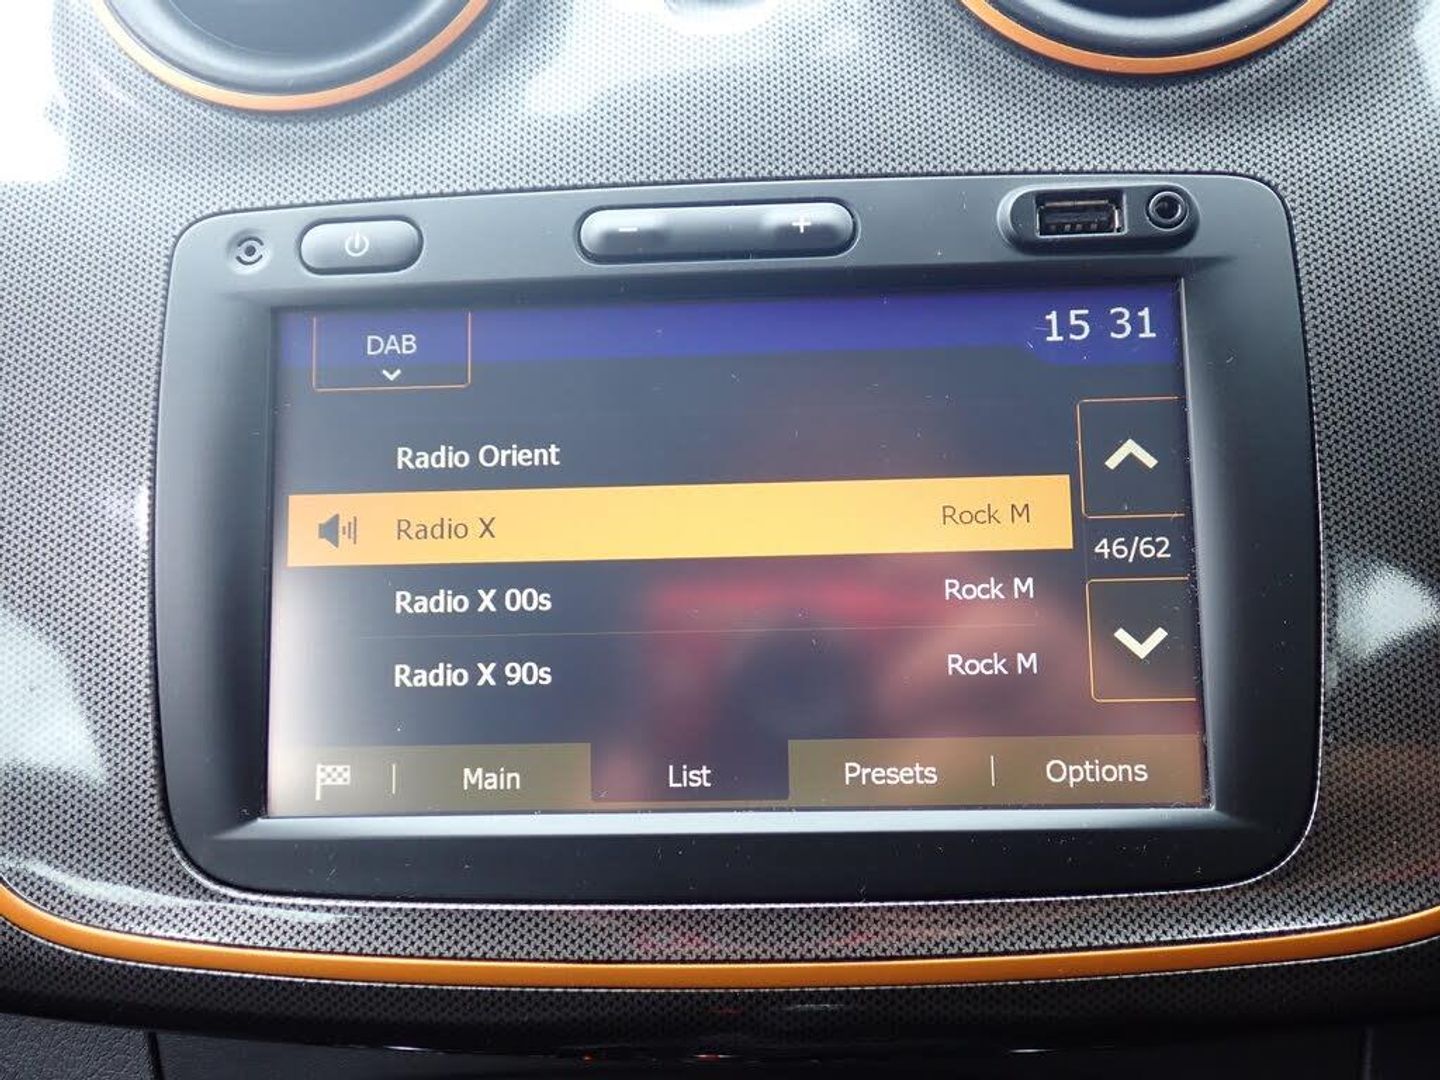 − +
DAB
15 31
Radio Orient
Radio X Rock M
46/62
Radio X 00s Rock M
Radio X 90s Rock M
Main List Presets Options